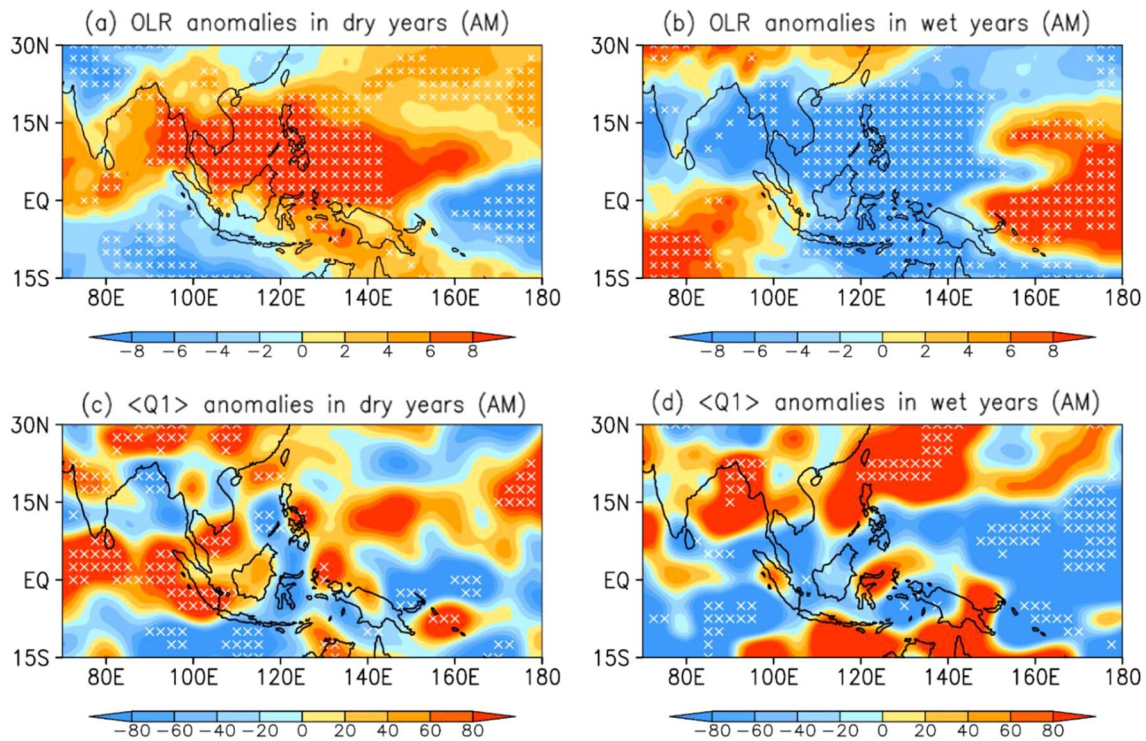 (a) OLR anomalies in dry years (AM)
30N
15N
EQ
15S
80E 100E 120E 140E 160E 180
-8 -6 -4 -2 0 2 4 6 8
(b) OLR anomalies in wet years (AM)
30N
15N
EQ
15S
80E 100E 120E 140E 160E 180
-8 -6 -4 -2 0 2 4 6 8
(c) <Q1> anomalies in dry years (AM)
30N
15N
EQ
15S
80E 100E 120E 140E 160E 180
-80 -60 -40 -20 0 20 40 60 80
(d) <Q1> anomalies in wet years (AM)
30N
15N
EQ
15S
80E 100E 120E 140E 160E 180
-80 -60 -40 -20 0 20 40 60 80